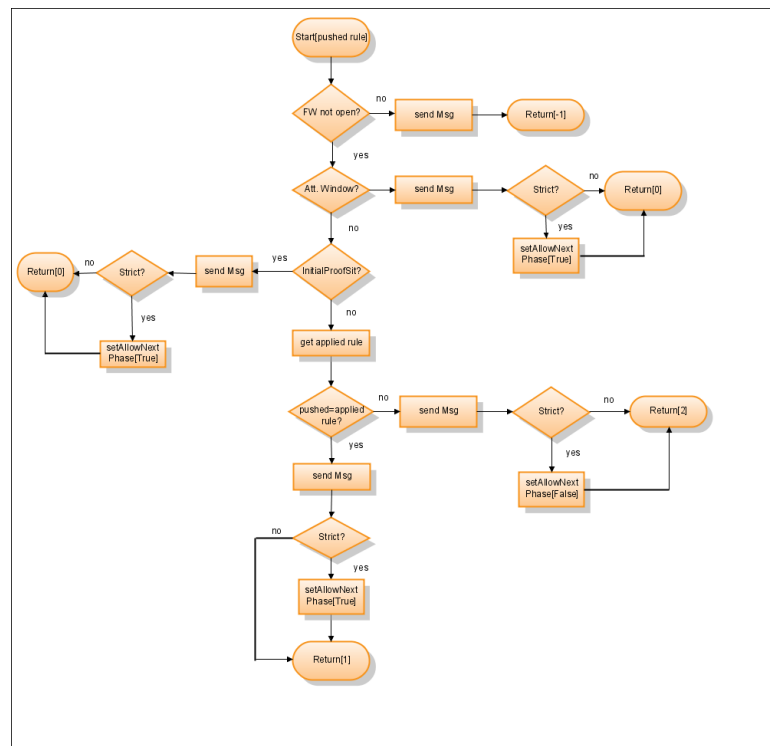 Start[pushed rule]
FW not open?
no
send Msg
Return[-1]
yes
Att. Window?
send Msg
Strict?
no
Return[0]
yes
setAllowNext
Phase[True]
no
InitialProofSit?
yes
send Msg
Strict?
no
Return[0]
yes
setAllowNext
Phase[True]
no
get applied rule
pushed=applied
rule?
no
send Msg
Strict?
no
Return[2]
yes
setAllowNext
Phase[False]
yes
send Msg
Strict?
no
yes
setAllowNext
Phase[True]
Return[1]